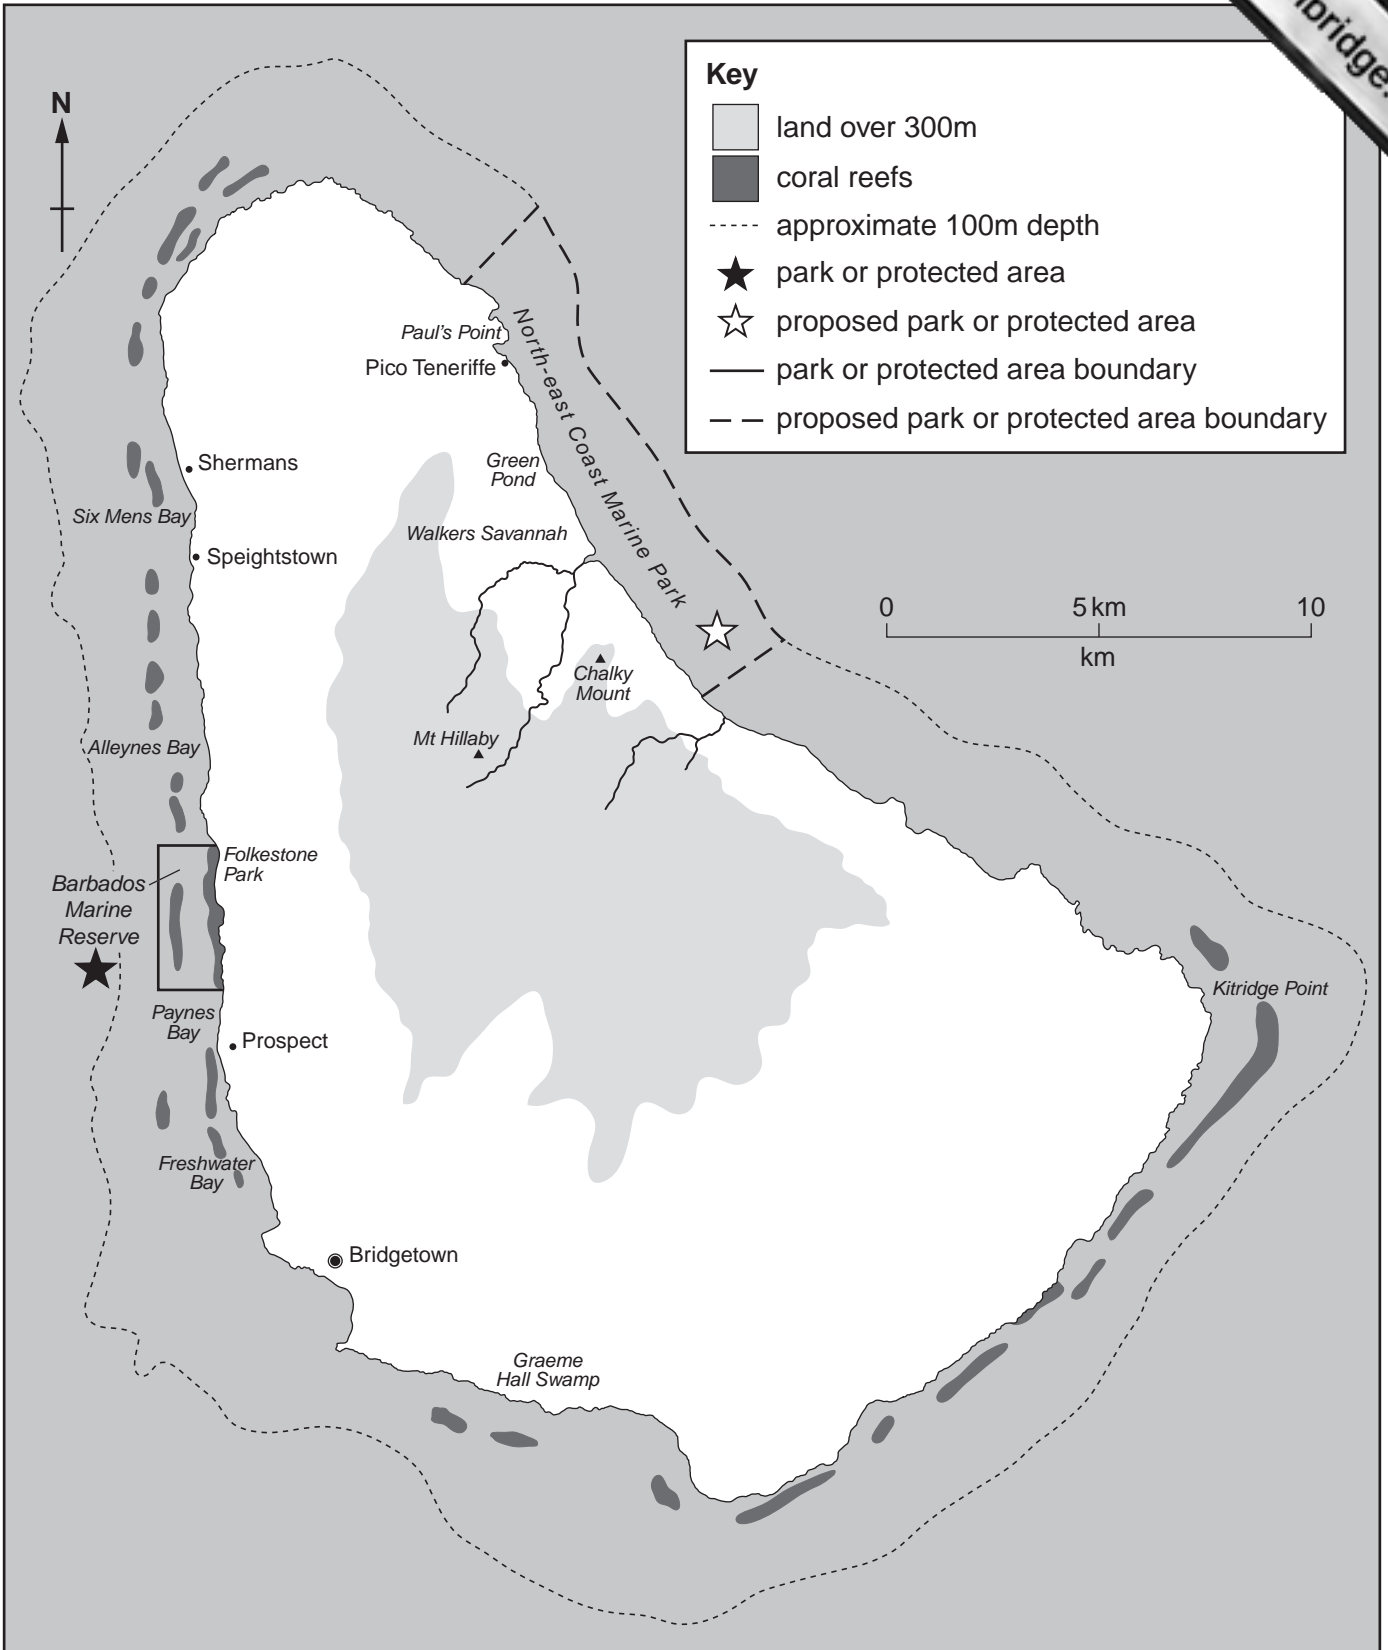 Key
land over 300m
coral reefs
approximate 100m depth
park or protected area
proposed park or protected area
park or protected area boundary
proposed park or protected area boundary
N
Paul's Point
Pico Teneriffe
North-east Coast Marine Park
Green
Pond
Shermans
Six Mens Bay
Walkers Savannah
Speightstown
0 5 km 10
km
Chalky
Mount
Mt Hillaby
Alleynes Bay
Folkestone
Park
Barbados
Marine
Reserve
Kitridge Point
Paynes
Bay
Prospect
Freshwater
Bay
Bridgetown
Graeme
Hall Swamp